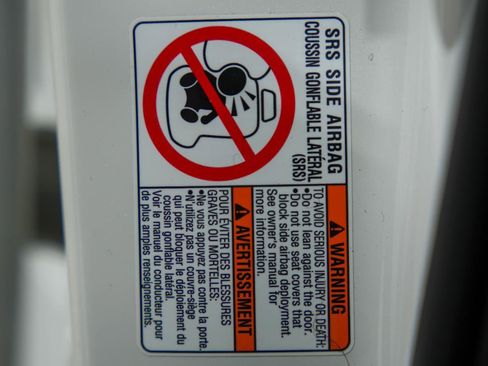 SRS SIDE AIRBAG
COUSSIN GONFLABLE LATÉRAL
(SRS)
WARNING
TO AVOID SERIOUS INJURY OR DEATH:
•Do not lean against the door.
•Do not use seat covers that
block side airbag deployment.
See owner's manual for
more information.
AVERTISSEMENT
POUR ÉVITER DES BLESSURES
GRAVES OU MORTELLES:
•Ne vous appuyez pas contre la porte.
•N'utilizez pas un couvre-siège
qui peut bloquer le déploiement du
coussin gonflable latéral.
Voir le manuel du conducteur pour
de plus amples renseignements.